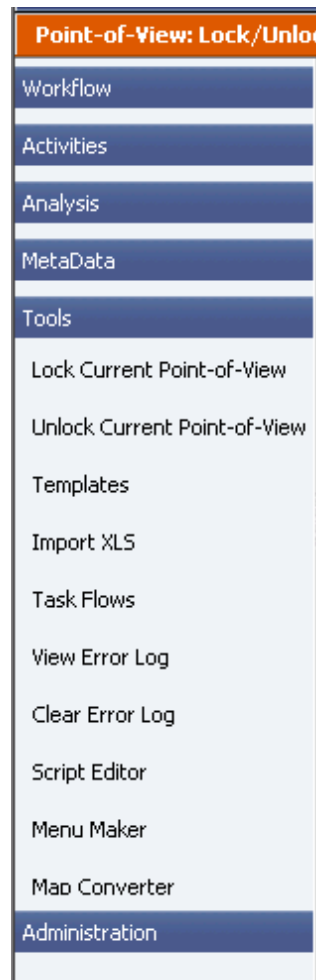 Point-of-View: Lock/Unloc
Workflow
Activities
Analysis
MetaData
Tools
Lock Current Point-of-View
Unlock Current Point-of-View
Templates
Import XLS
Task Flows
View Error Log
Clear Error Log
Script Editor
Menu Maker
Map Converter
Administration